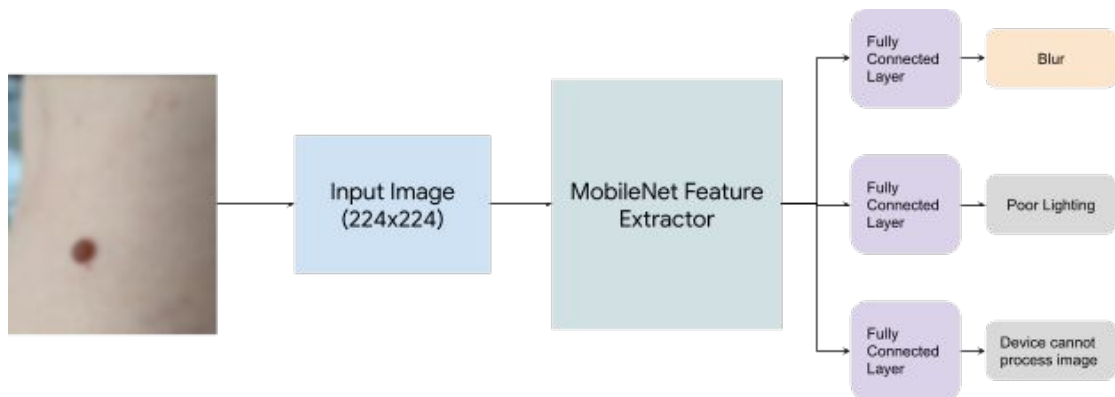 Input Image
(224x224)
MobileNet Feature
Extractor
Fully
Connected
Layer
Blur
Fully
Connected
Layer
Poor Lighting
Fully
Connected
Layer
Device cannot
process image